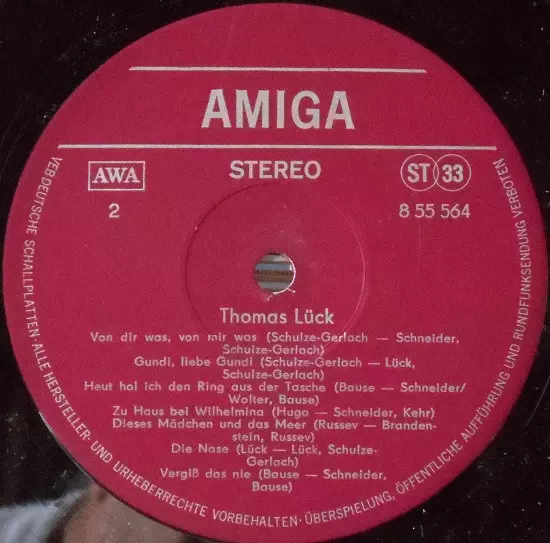 AMIGA
AWA
STEREO
ST 33
2
8 55 564
Thomas Lück
Von dir was, von mir was (Schulze-Gerlach — Schneider,
Schulze-Gerlach)
Gundi, liebe Gundi (Schulze-Gerlach — Lück,
Schulze-Gerlach)
Heut hol ich den Ring aus der Tasche (Bause — Schneider/
Wolter, Bause)
Zu Haus bei Wilhelmina (Hugo — Schneider, Kehr)
Dieses Mädchen und das Meer (Russev — Branden-
stein, Russev)
Die Nase (Lück — Lück, Schulze-
Gerlach)
Vergiß das nie (Bause — Schneider,
Bause)
VEB DEUTSCHE SCHALLPLATTEN · ALLE HERSTELLER- UND URHEBERRECHTE VORBEHALTEN · ÜBERSPIELUNG, ÖFFENTLICHE AUFFÜHRUNG UND RUNDFUNKSENDUNG VERBOTEN